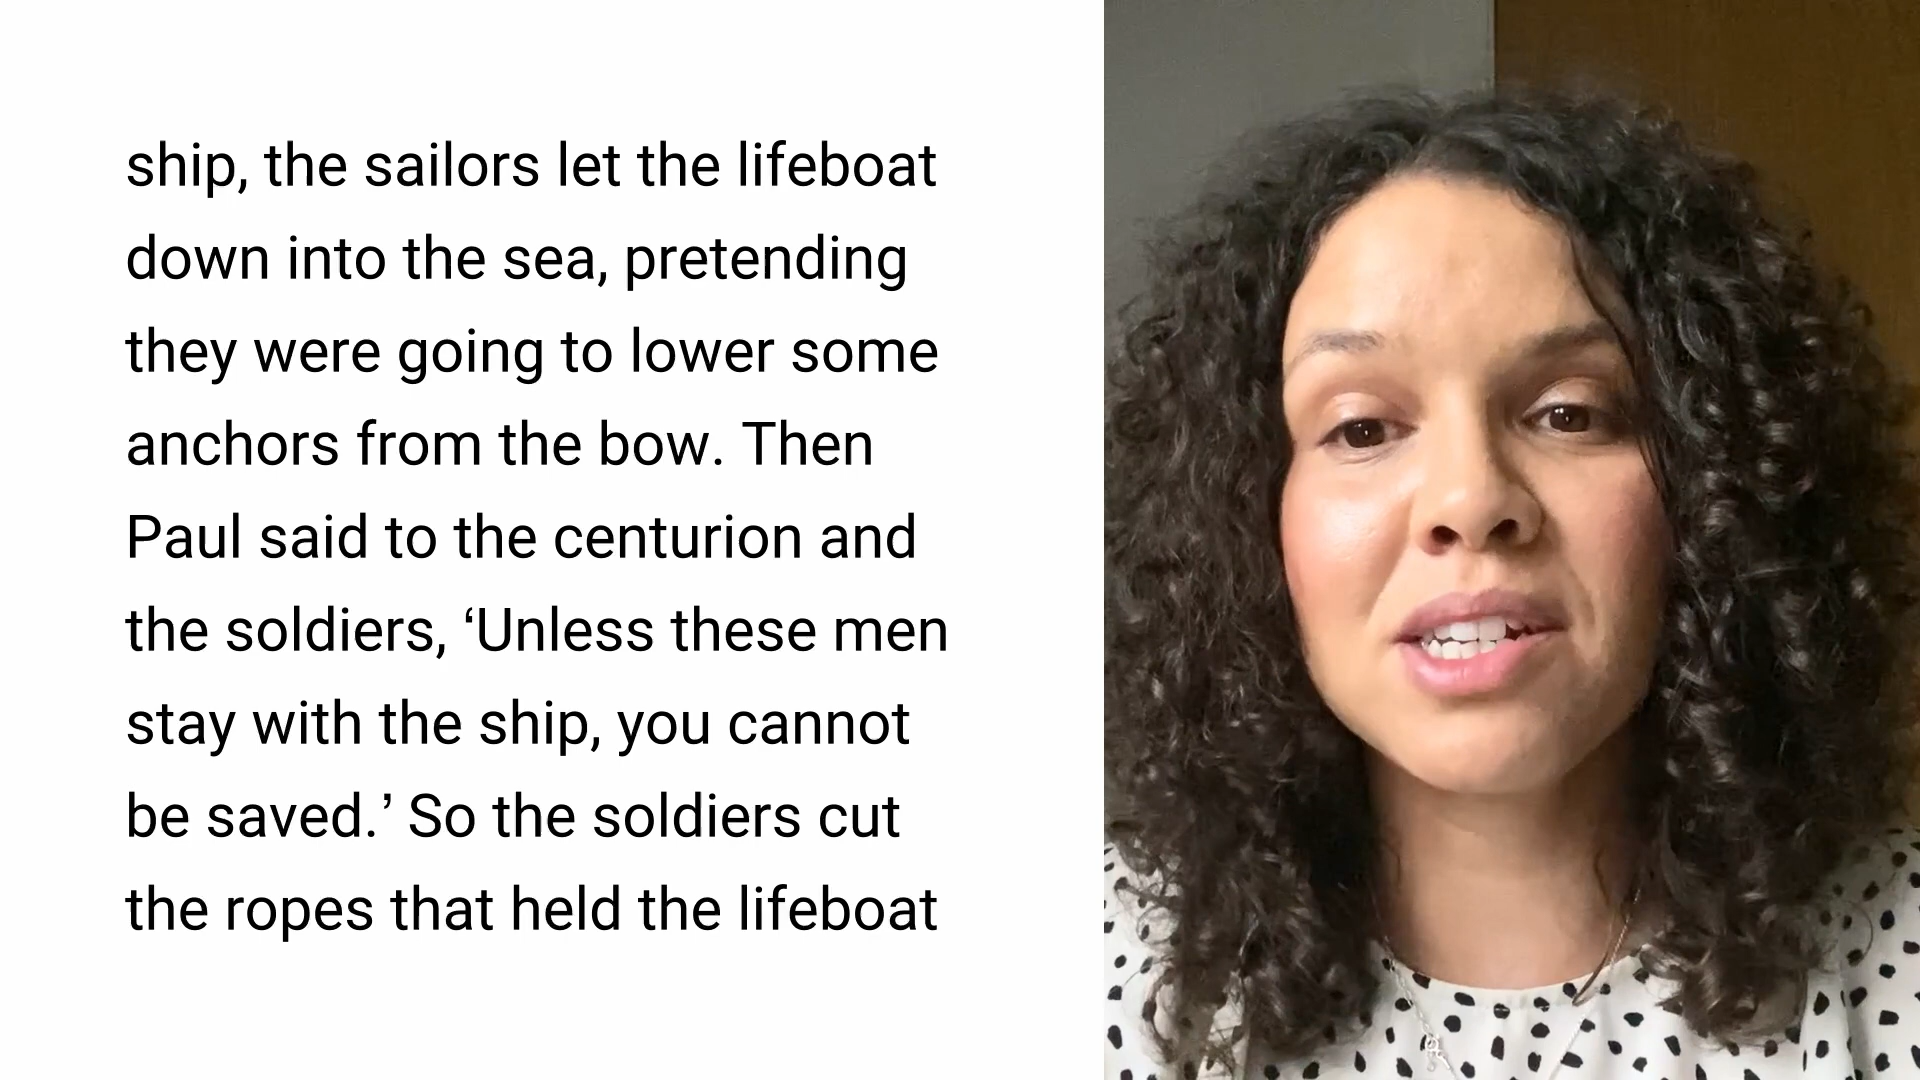 ship, the sailors let the lifeboat
down into the sea, pretending
they were going to lower some
anchors from the bow. Then
Paul said to the centurion and
the soldiers, ‘Unless these men
stay with the ship, you cannot
be saved.’ So the soldiers cut
the ropes that held the lifeboat